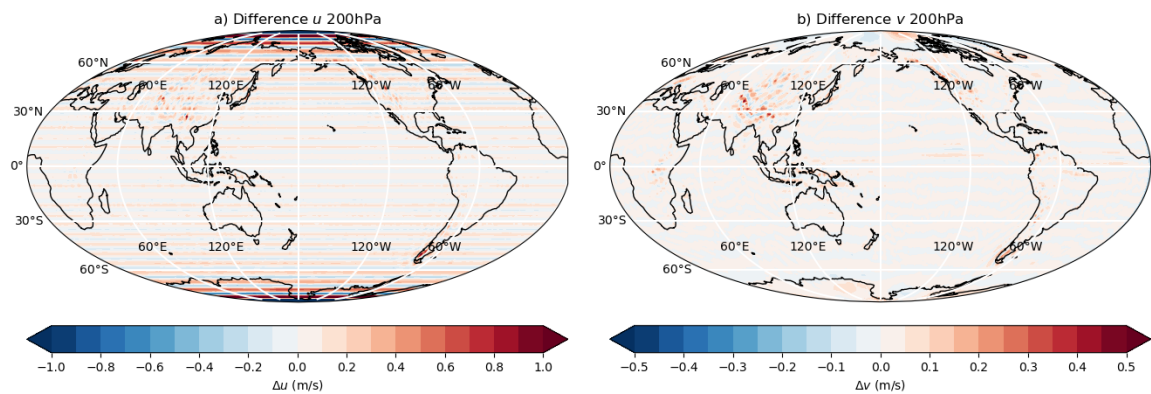 a) Difference u 200hPa
60°N
60°E 120°E 120°W 60°W
30°N
0°
30°S
60°E 120°E 120°W 60°W
60°S
−1.0 −0.8 −0.6 −0.4 −0.2 0.0 0.2 0.4 0.6 0.8 1.0
Δu (m/s)
b) Difference v 200hPa
60°N
60°E 120°E 120°W 60°W
30°N
0°
30°S
60°E 120°E 120°W 60°W
60°S
−0.5 −0.4 −0.3 −0.2 −0.1 0.0 0.1 0.2 0.3 0.4 0.5
Δv (m/s)